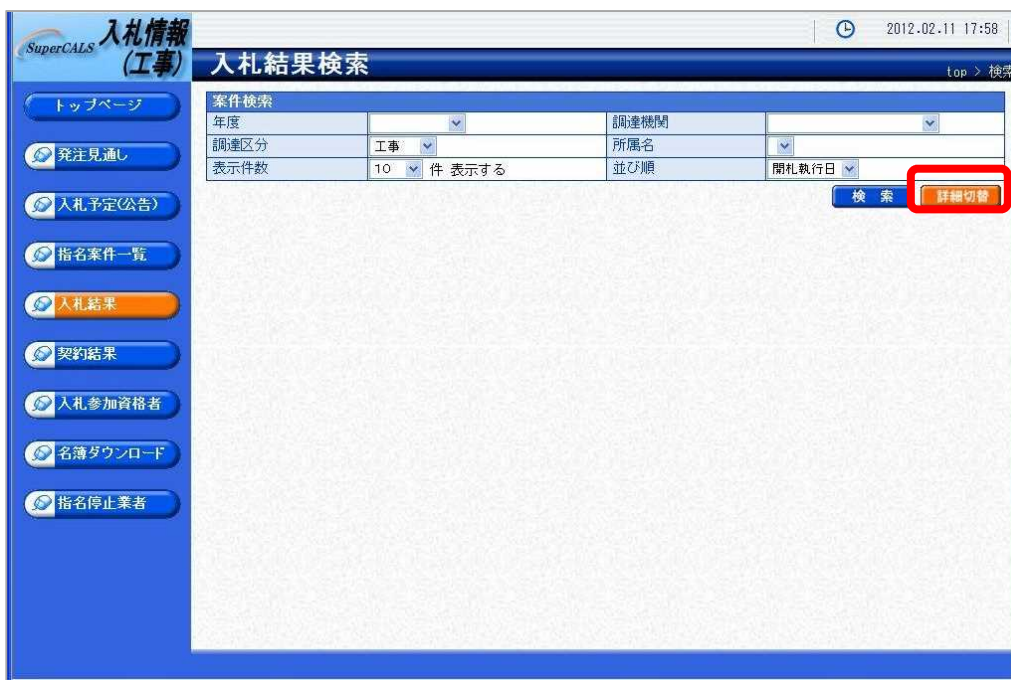 SuperCALS 入札情報
(工事)
2012.02.11 17:58
入札結果検索
top > 検索
トップページ
発注見通し
入札予定(公告)
指名案件一覧
入札結果
契約結果
入札参加資格者
名簿ダウンロード
指名停止業者
案件検索
年度 調達機関
調達区分 工事 所属名
表示件数 10 件 表示する 並び順 開札執行日
検 索 詳細切替